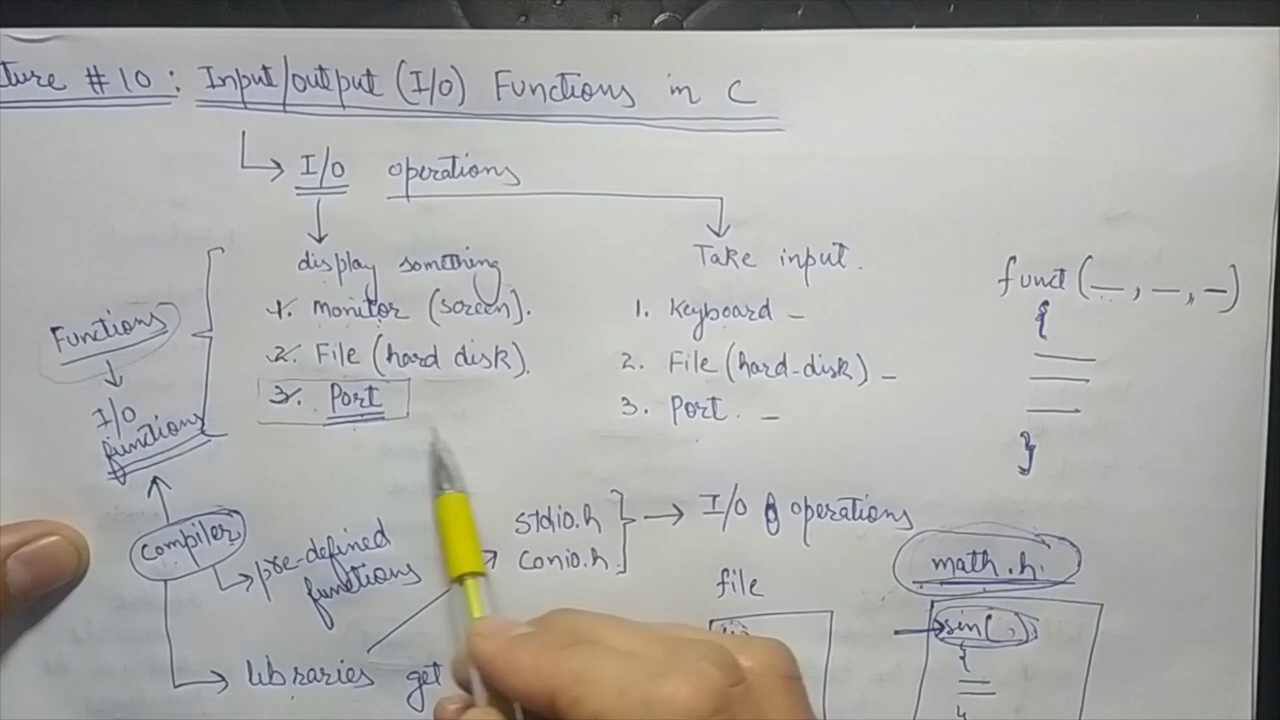 ture # 10 : Input/output (I/O) Functions in C
I/O operations
display something
1. Monitor (screen).
2. File (hard disk).
3. Port
Take input.
1. Keyboard -
2. File (hard-disk) -
3. Port. -
funct(_, _, _)
{
}
Functions
I/O
functions
Compiler
pre-defined
functions
libraries get
stdio.h
conio.h
} → I/O operations
file
math.h.
sin( , )
{